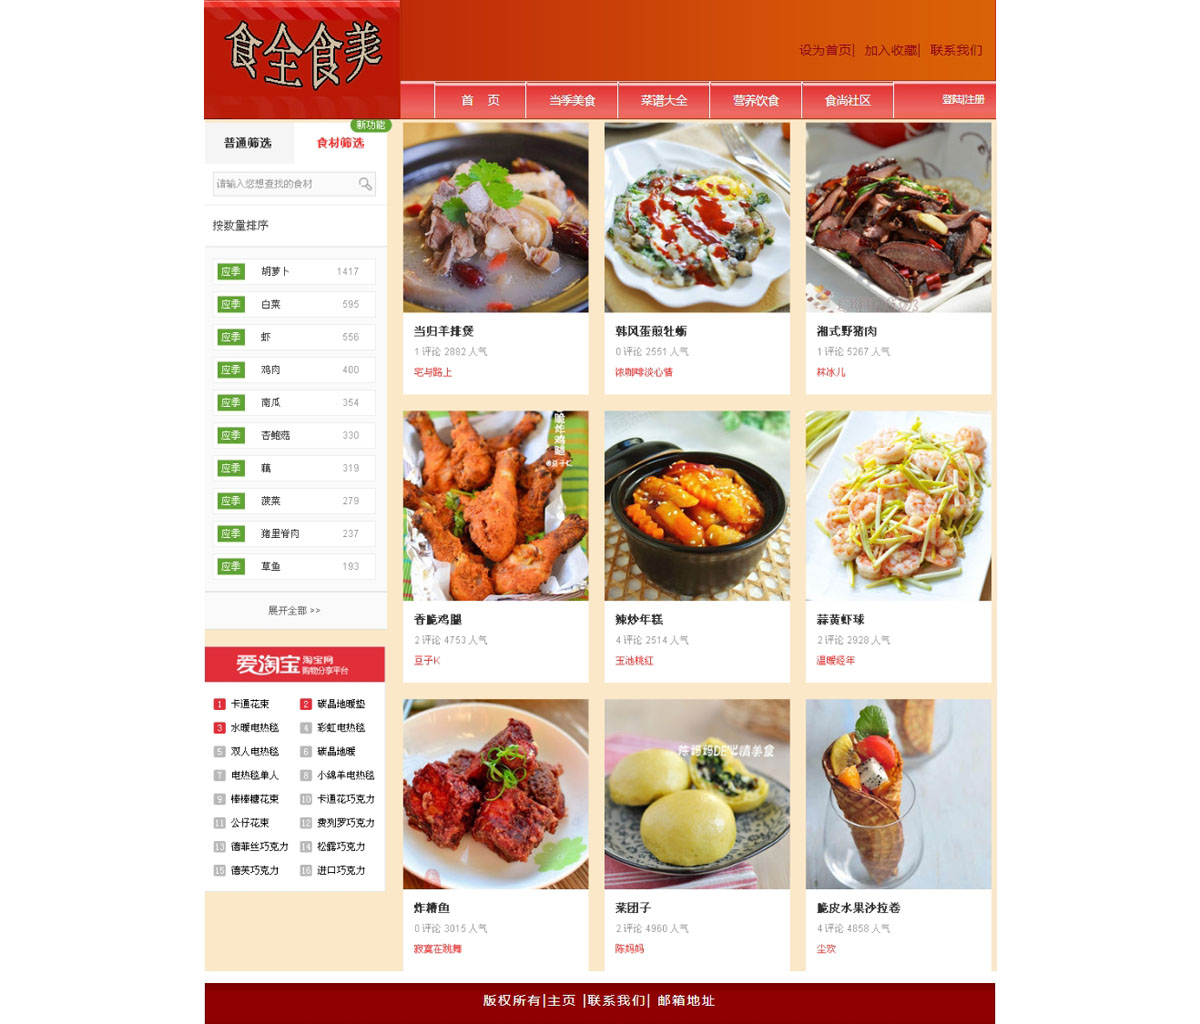 食全食美
设为首页| 加入收藏| 联系我们
首 页 当季美食 菜谱大全 营养饮食 食尚社区 登陆|注册
新功能
普通筛选 食材筛选
请输入您想查找的食材
按数量排序
应季 胡萝卜 1417
应季 白菜 595
应季 虾 556
应季 鸡肉 400
应季 南瓜 354
应季 杏鲍菇 330
应季 藕 319
应季 菠菜 279
应季 猪里脊肉 237
应季 草鱼 193
展开全部 >>
爱淘宝 淘宝网
购物分享平台
1 卡通花束 2 碳晶地暖垫
3 水暖电热毯 4 彩虹电热毯
5 双人电热毯 6 碳晶地暖
7 电热毯单人 8 小绵羊电热毯
9 棒棒糖花束 10 卡通花巧克力
11 公仔花束 12 费列罗巧克力
13 德菲丝巧克力 14 松露巧克力
15 德芙巧克力 16 进口巧克力
当归羊排煲
1 评论 2882 人气
宅与路上
韩风蛋煎牡蛎
0 评论 2551 人气
浓咖啡淡心情
湘式野猪肉
1 评论 5267 人气
林冰儿
脆炸鸡腿
香脆鸡腿
2 评论 4753 人气
豆子K
辣炒年糕
4 评论 2514 人气
玉池桃红
蒜黄虾球
2 评论 2928 人气
温暖经年
炸糟鱼
0 评论 3015 人气
寂寞在跳舞
陈妈妈DE心情美食
菜团子
2 评论 4960 人气
陈妈妈
脆皮水果沙拉卷
4 评论 4858 人气
尘欢
版权所有|主页 |联系我们| 邮箱地址